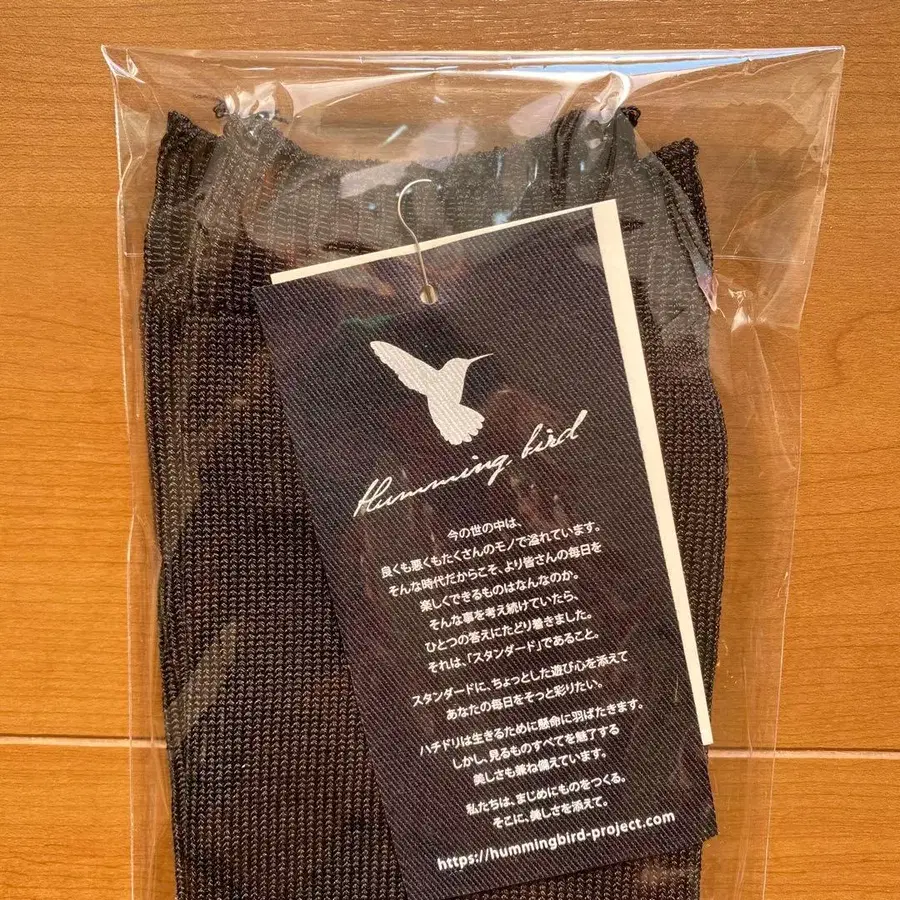 Humming bird
今の世の中は、
良くも悪くもたくさんのモノで溢れています。
そんな時代だからこそ、より皆さんの毎日を
楽しくできるものはなんなのか。
そんな事を考え続けていたら、
ひとつの答えにたどり着きました。
それは、「スタンダード」であること。
スタンダードに、ちょっとした遊び心を添えて
あなたの毎日をそっと彩りたい。
ハチドリは生きるために懸命に羽ばたきます。
しかし、見るものすべてを魅了する
美しさも兼ね備えています。
私たちは、まじめにものをつくる。
そこに、美しさを添えて。
https://hummingbird-project.com